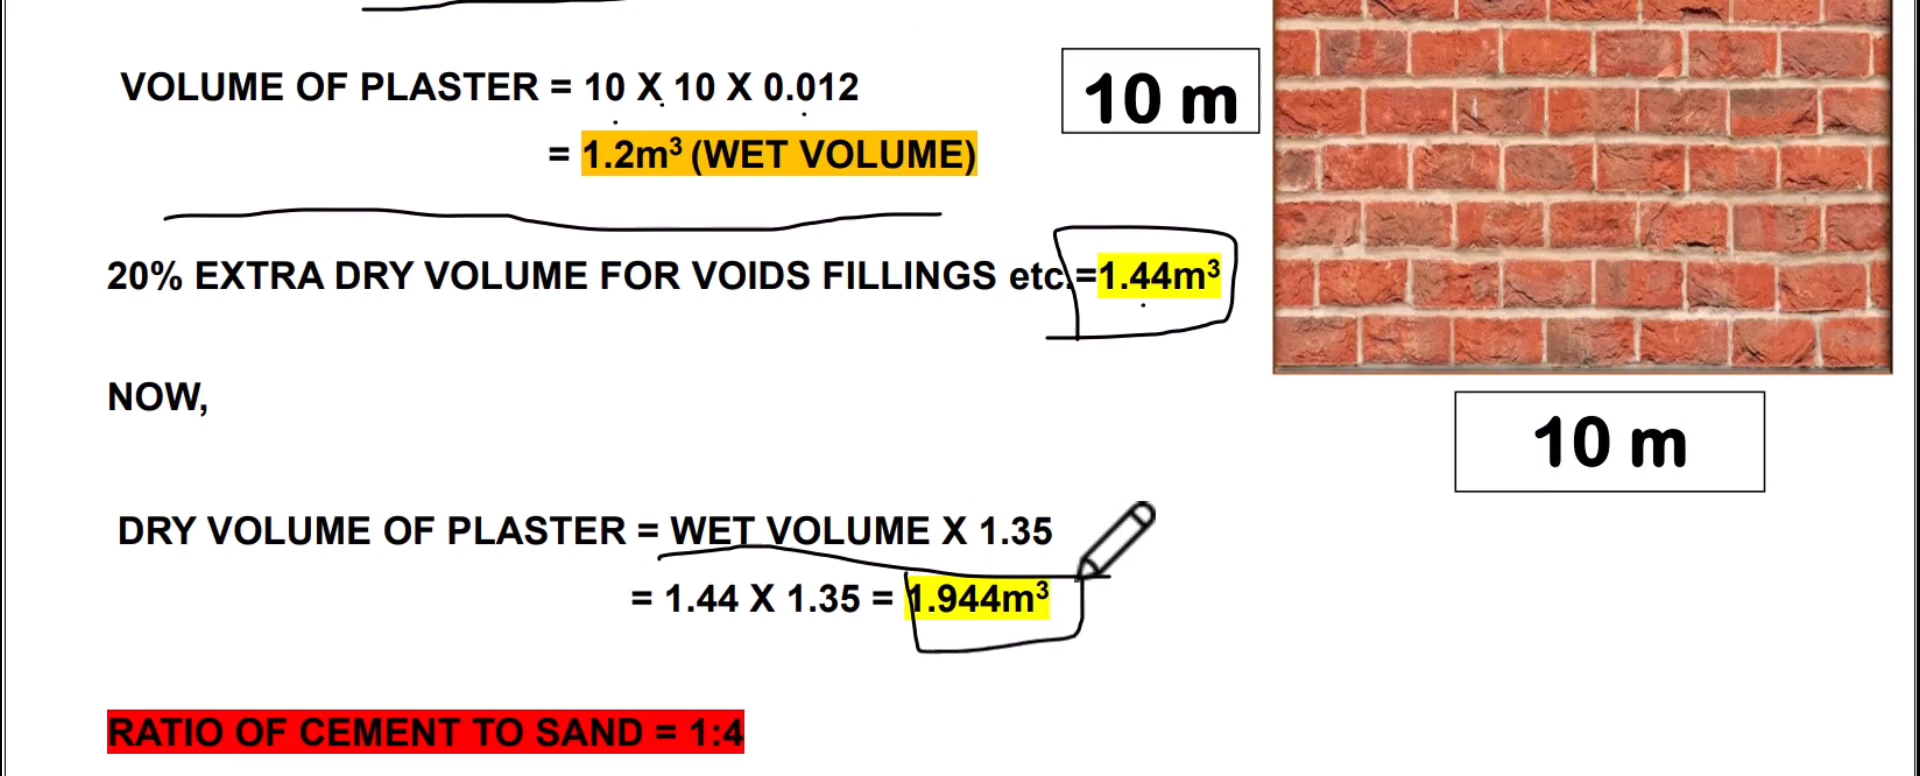 VOLUME OF PLASTER = 10 X 10 X 0.012
= 1.2m³ (WET VOLUME)
10 m
20% EXTRA DRY VOLUME FOR VOIDS FILLINGS etc.=1.44m³
NOW,
10 m
DRY VOLUME OF PLASTER = WET VOLUME X 1.35
= 1.44 X 1.35 = 1.944m³
RATIO OF CEMENT TO SAND = 1:4